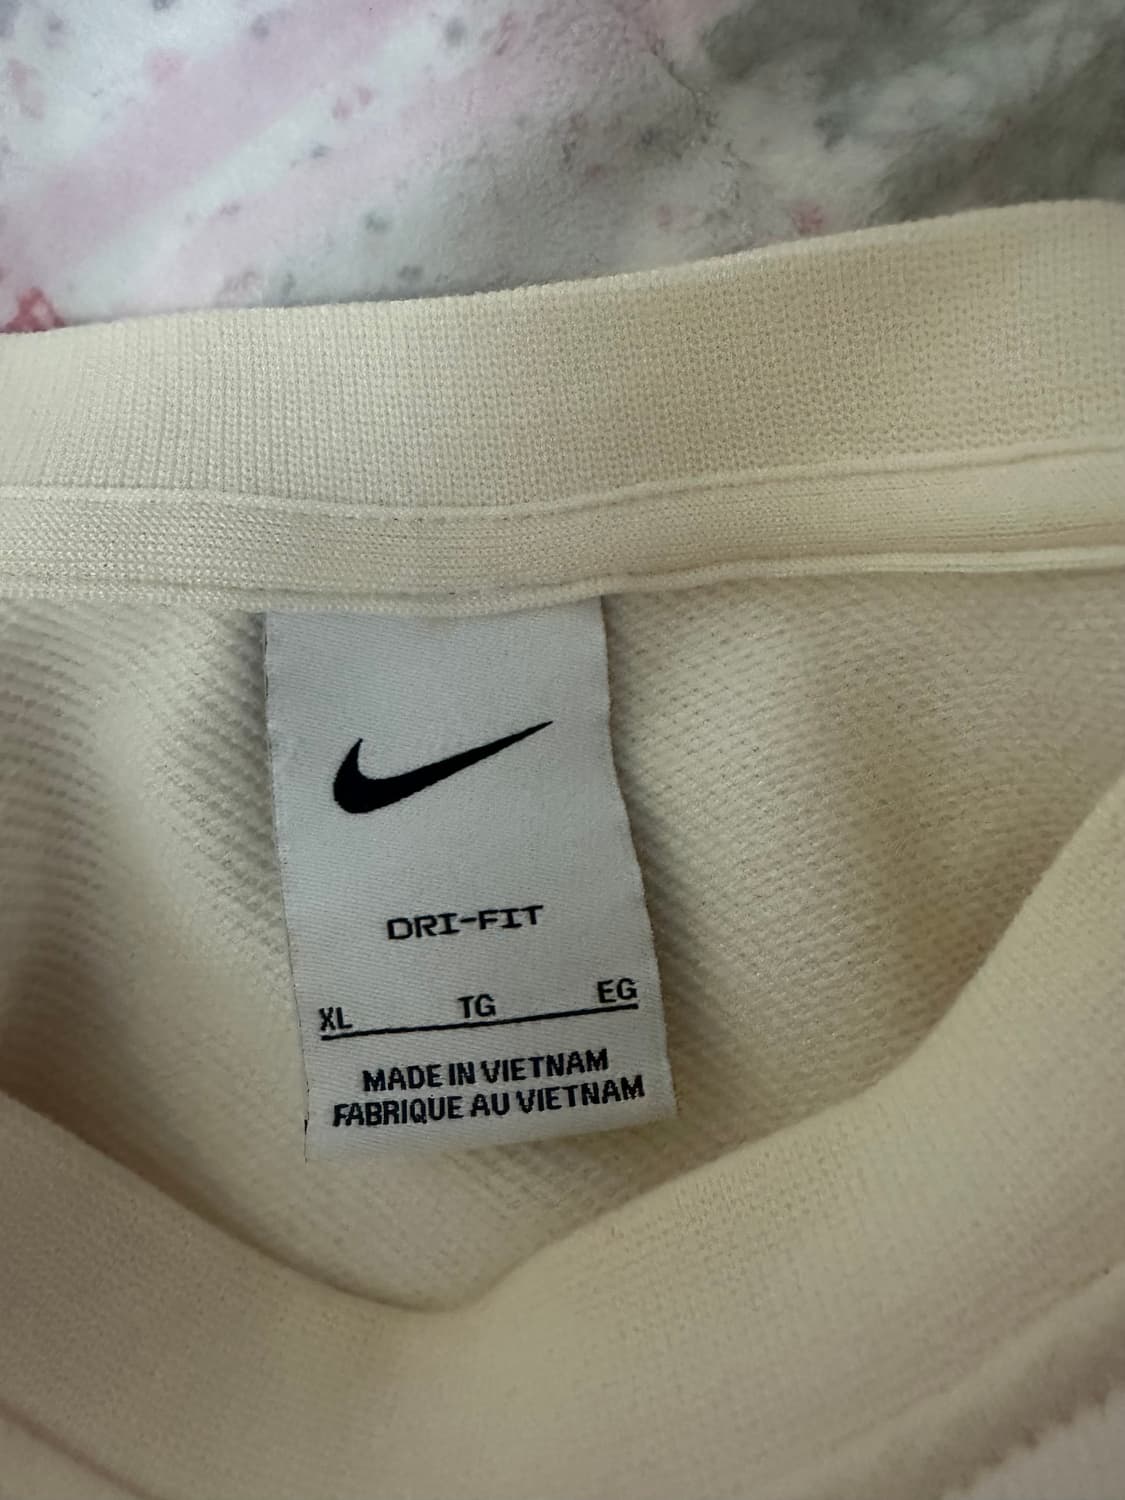 DRI-FIT
XL TG EG
MADE IN VIETNAM
FABRIQUE AU VIETNAM